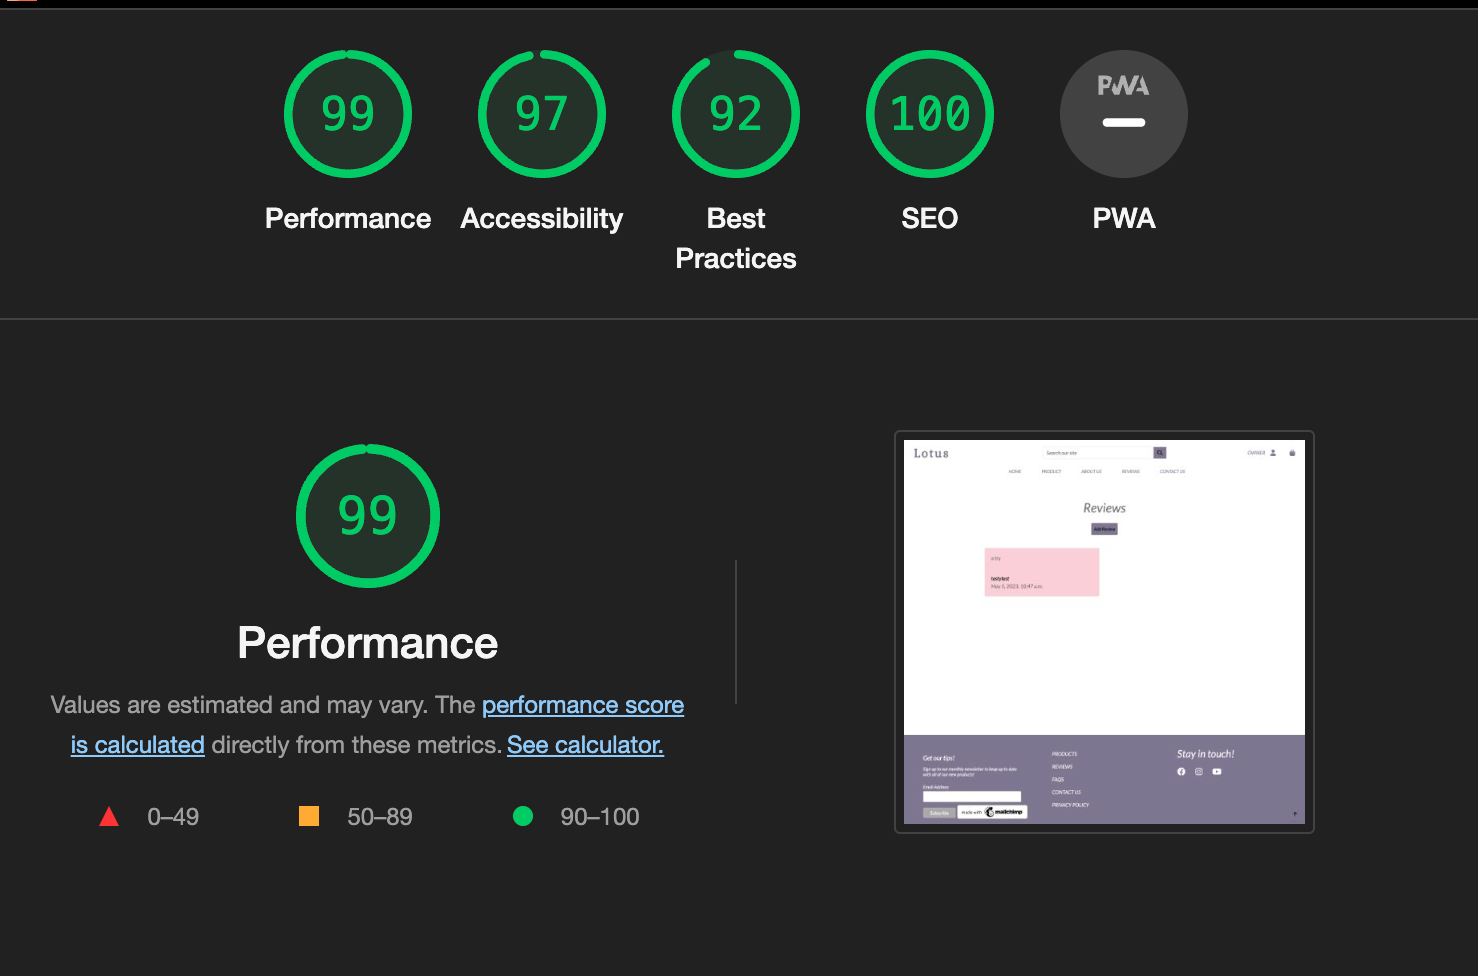 99
97
92
100
PWA
Performance
Accessibility
Best
Practices
SEO
PWA
99
Performance
Values are estimated and may vary. The performance score
is calculated directly from these metrics. See calculator.
0–49
50–89
90–100
Lotus
Search our site
OWNER
HOME
PRODUCT
ABOUT US
REVIEWS
CONTACT US
Reviews
Add Review
testytest
May 5, 2023, 10:47 a.m.
Get our tips!
Sign up to our monthly newsletter to keep up to date
with all of our new products!
Email Address
Subscribe
made with
mailchimp
PRODUCTS
REVIEWS
FAQS
CONTACT US
PRIVACY POLICY
Stay in touch!